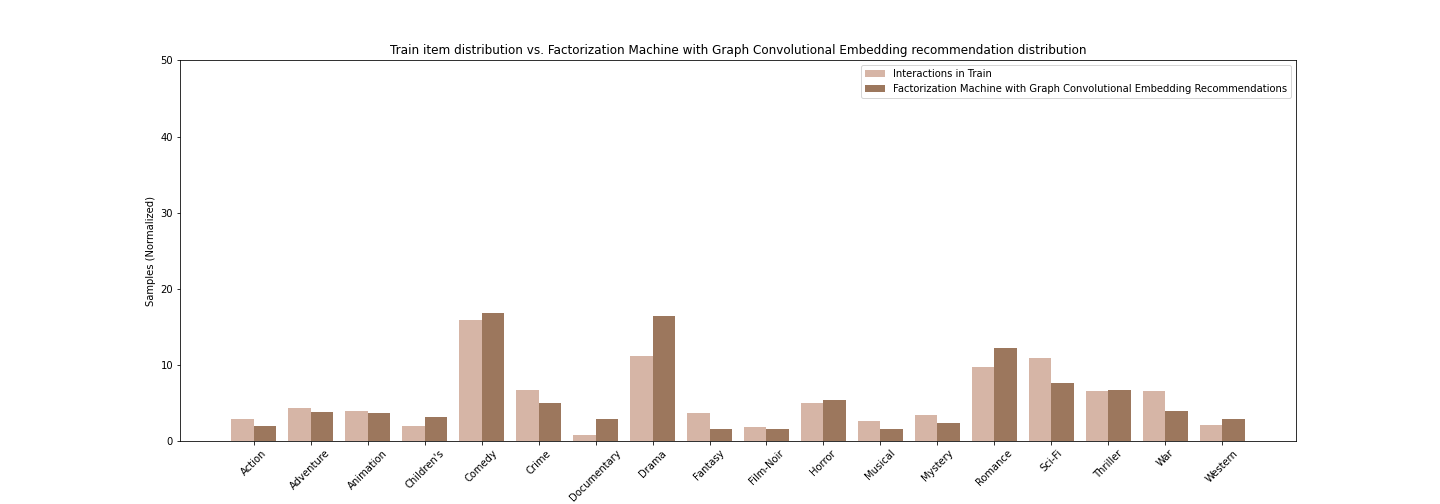 Train item distribution vs. Factorization Machine with Graph Convolutional Embedding recommendation distribution
Interactions in Train
Factorization Machine with Graph Convolutional Embedding Recommendations
Samples (Normalized)
50
40
30
20
10
0
Action
Adventure
Animation
Children's
Comedy
Crime
Documentary
Drama
Fantasy
Film-Noir
Horror
Musical
Mystery
Romance
Sci-Fi
Thriller
War
Western